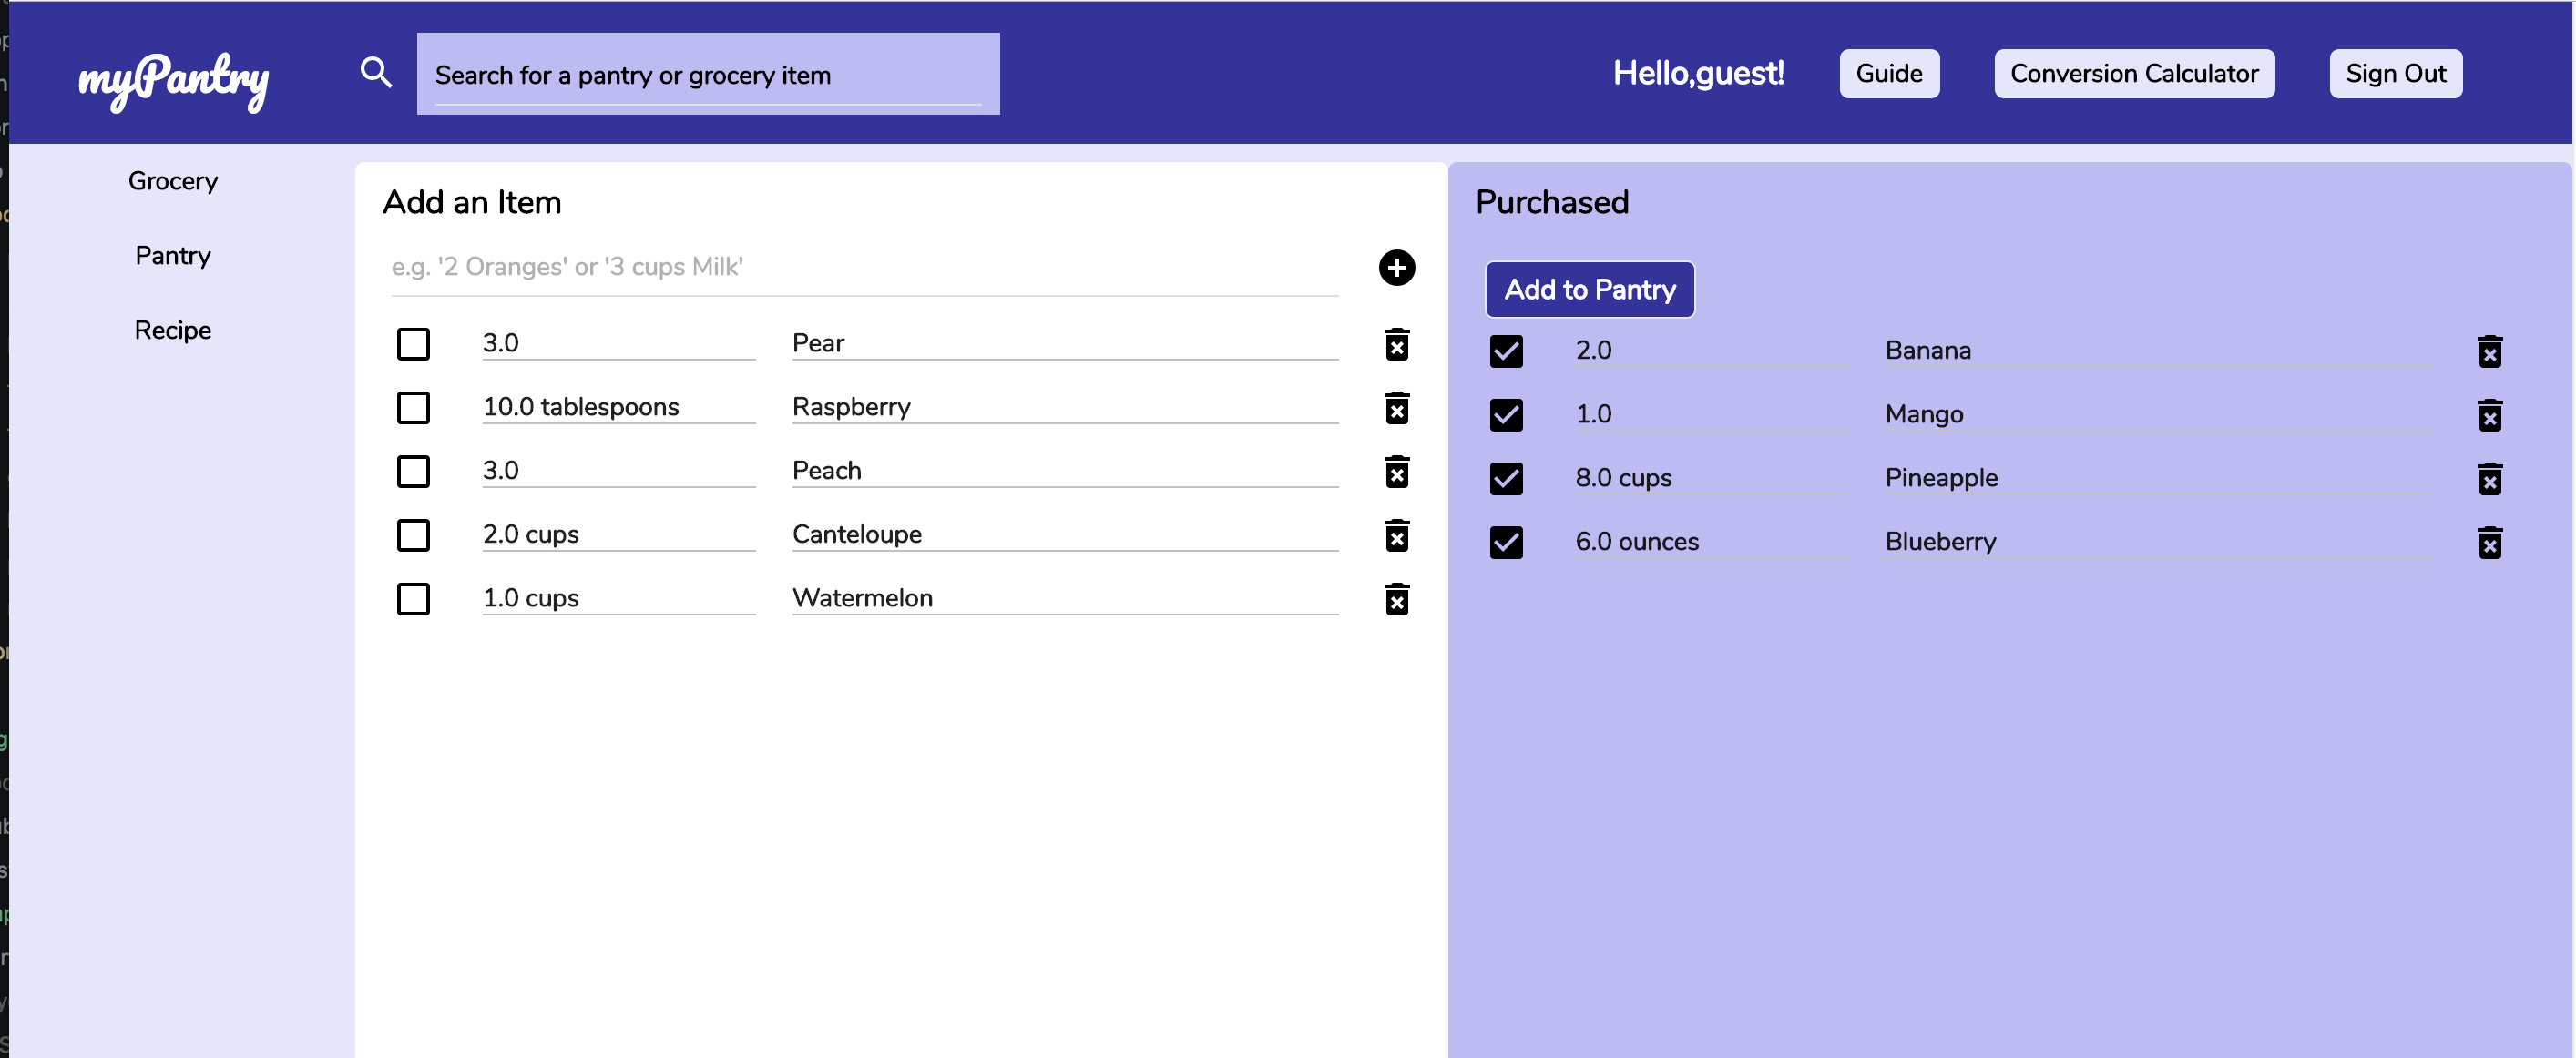 myPantry
Search for a pantry or grocery item
Hello,guest!
Guide
Conversion Calculator
Sign Out
Grocery
Pantry
Recipe
Add an Item
e.g. '2 Oranges' or '3 cups Milk'
3.0 Pear
10.0 tablespoons Raspberry
3.0 Peach
2.0 cups Canteloupe
1.0 cups Watermelon
Purchased
Add to Pantry
2.0 Banana
1.0 Mango
8.0 cups Pineapple
6.0 ounces Blueberry